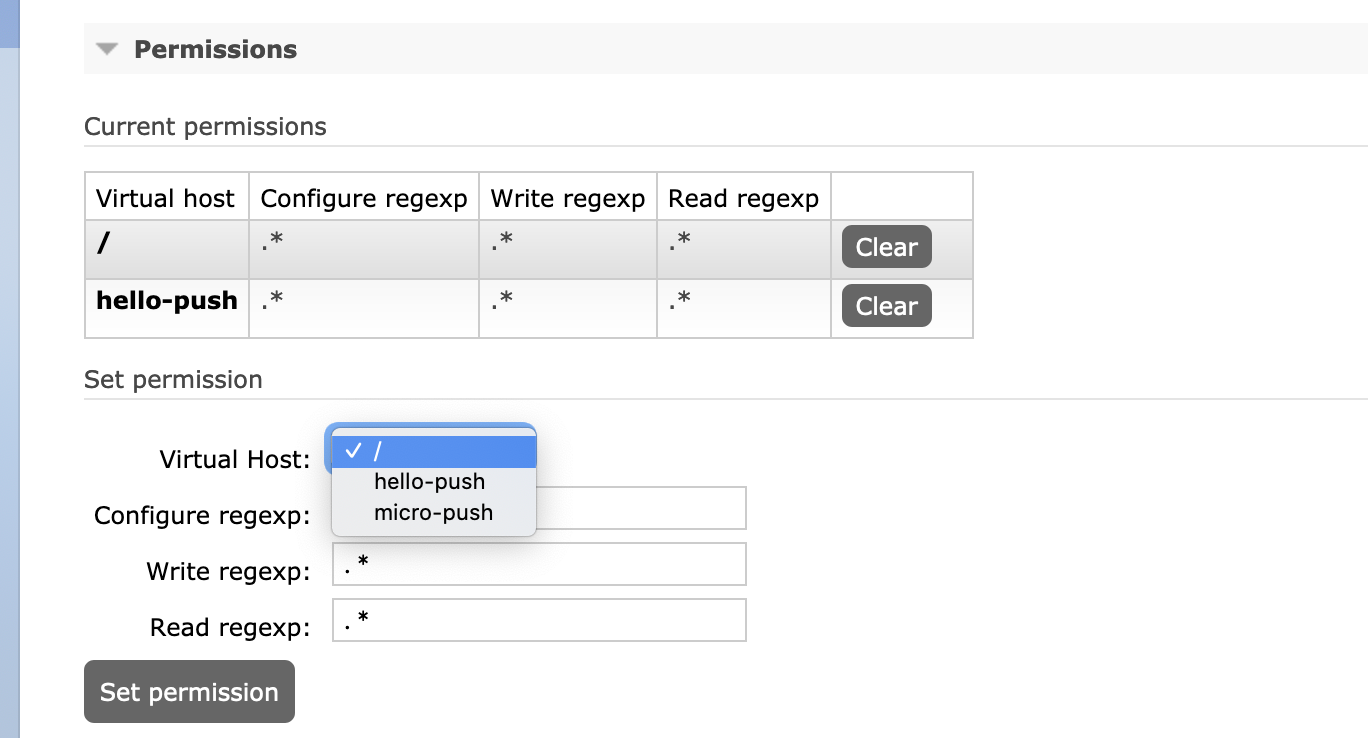 Permissions
Current permissions
Virtual host Configure regexp Write regexp Read regexp
/ .* .* .* Clear
hello-push .* .* .* Clear
Set permission
Virtual Host: ✓ /
hello-push
micro-push
Configure regexp:
Write regexp: .*
Read regexp: .*
Set permission